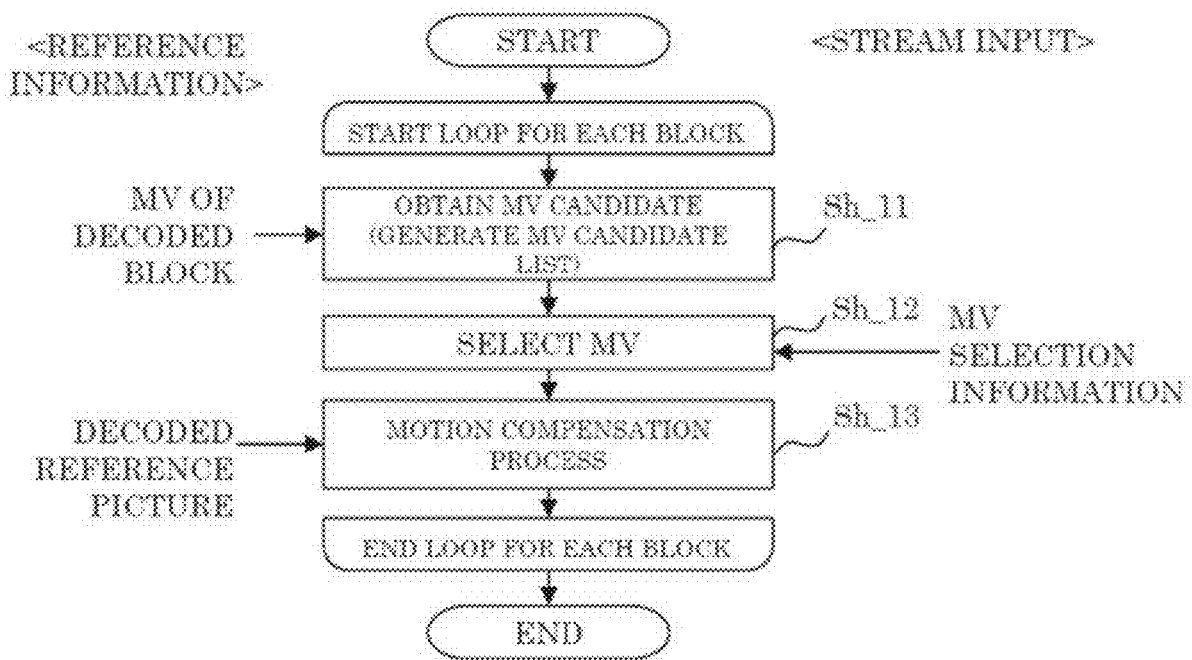 START
<REFERENCE
INFORMATION>
<STREAM INPUT>
START LOOP FOR EACH BLOCK
MV OF
DECODED
BLOCK
OBTAIN MV CANDIDATE
(GENERATE MV CANDIDATE
LIST)
Sh_11
SELECT MV
Sh_12
MV
SELECTION
INFORMATION
DECODED
REFERENCE
PICTURE
MOTION COMPENSATION
PROCESS
Sh_13
END LOOP FOR EACH BLOCK
END